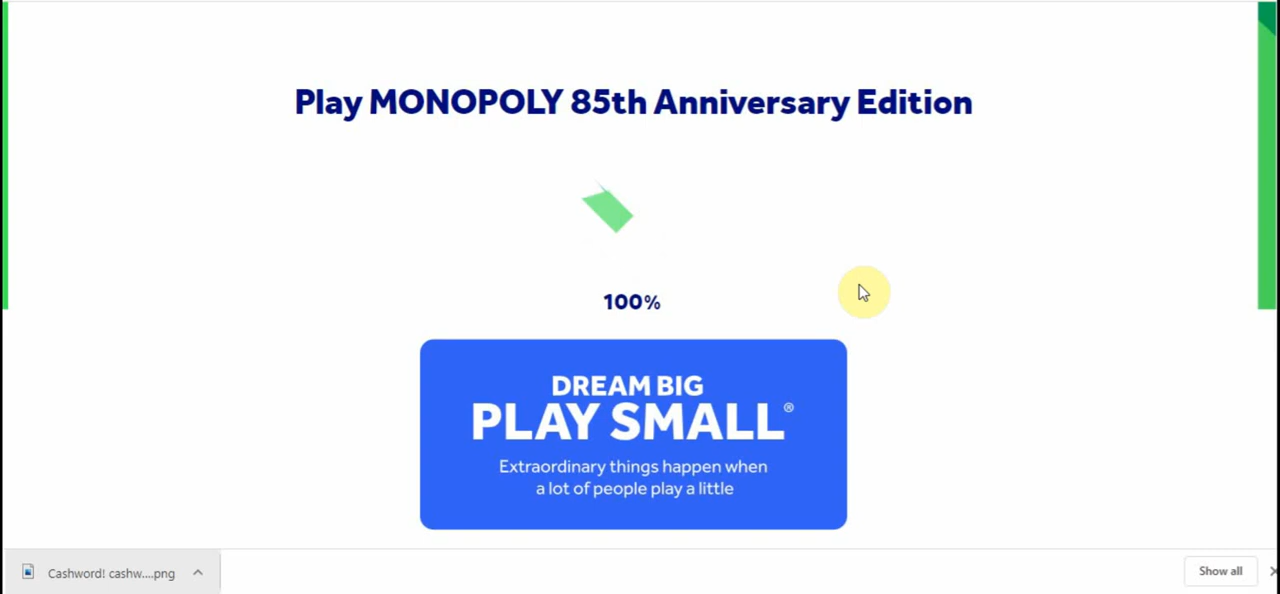 Play MONOPOLY 85th Anniversary Edition
100%
DREAM BIG
PLAY SMALL®
Extraordinary things happen when
a lot of people play a little
Cashword! cashw....png
Show all